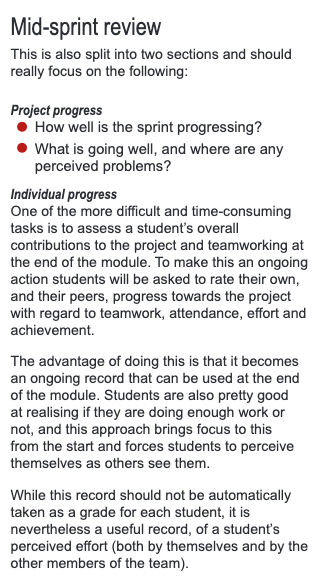 Mid-sprint review
This is also split into two sections and should
really focus on the following:
Project progress
● How well is the sprint progressing?
● What is going well, and where are any
perceived problems?
Individual progress
One of the more difficult and time-consuming
tasks is to assess a student's overall
contributions to the project and teamworking at
the end of the module. To make this an ongoing
action students will be asked to rate their own,
and their peers, progress towards the project
with regard to teamwork, attendance, effort and
achievement.
The advantage of doing this is that it becomes
an ongoing record that can be used at the end
of the module. Students are also pretty good
at realising if they are doing enough work or
not, and this approach brings focus to this
from the start and forces students to perceive
themselves as others see them.
While this record should not be automatically
taken as a grade for each student, it is
nevertheless a useful record, of a student's
perceived effort (both by themselves and by the
other members of the team).